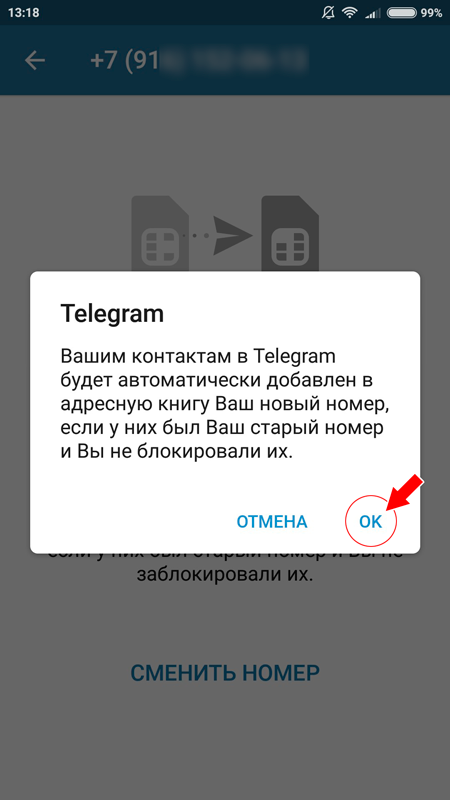 13:18
99%
+7 (91
Telegram
Вашим контактам в Telegram
будет автоматически добавлен в
адресную книгу Ваш новый номер,
если у них был Ваш старый номер
и Вы не блокировали их.
ОТМЕНА
OK
если у них был старый номер и Вы не
заблокировали их.
СМЕНИТЬ НОМЕР